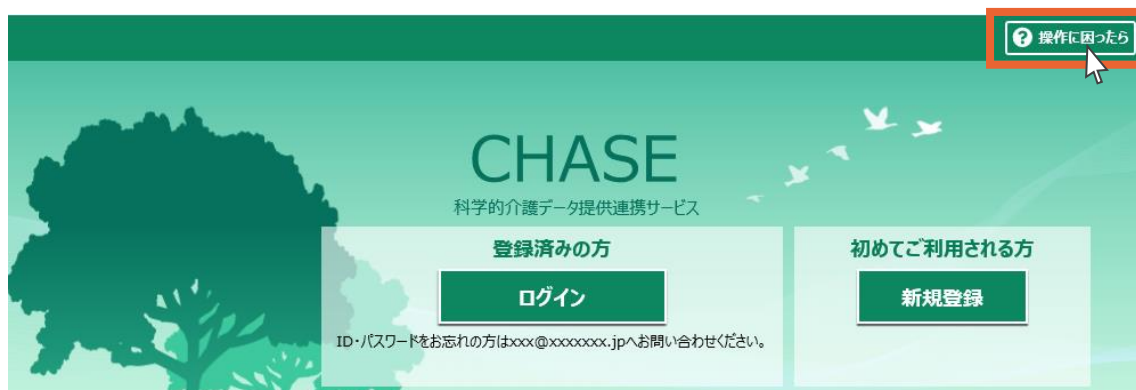 ? 操作に困ったら
CHASE
科学的介護データ提供連携サービス
登録済みの方
ログイン
ID・パスワードをお忘れの方はxxx@xxxxxxx.jpへお問い合わせください。
初めてご利用される方
新規登録